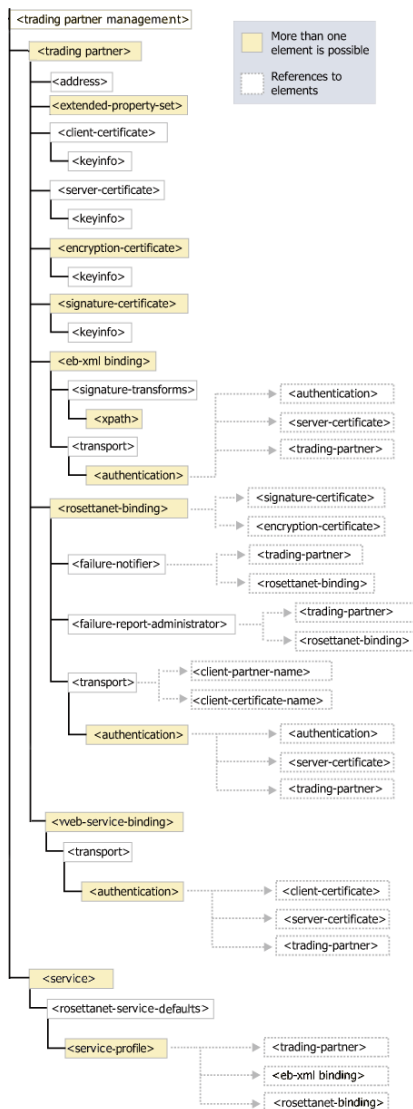 <trading partner management>
<trading partner>
More than one
element is possible
<address>
References to
elements
<extended-property-set>
<client-certificate>
<keyinfo>
<server-certificate>
<keyinfo>
<encryption-certificate>
<keyinfo>
<signature-certificate>
<keyinfo>
<eb-xml binding>
<signature-transforms>
<authentication>
<xpath>
<server-certificate>
<transport>
<trading-partner>
<authentication>
<signature-certificate>
<rosettanet-binding>
<encryption-certificate>
<failure-notifier>
<trading-partner>
<rosettanet-binding>
<failure-report-administrator>
<trading-partner>
<rosettanet-binding>
<transport>
<client-partner-name>
<client-certificate-name>
<authentication>
<authentication>
<server-certificate>
<trading-partner>
<web-service-binding>
<transport>
<authentication>
<client-certificate>
<server-certificate>
<trading-partner>
<service>
<rosettanet-service-defaults>
<service-profile>
<trading-partner>
<eb-xml binding>
<rosettanet-binding>